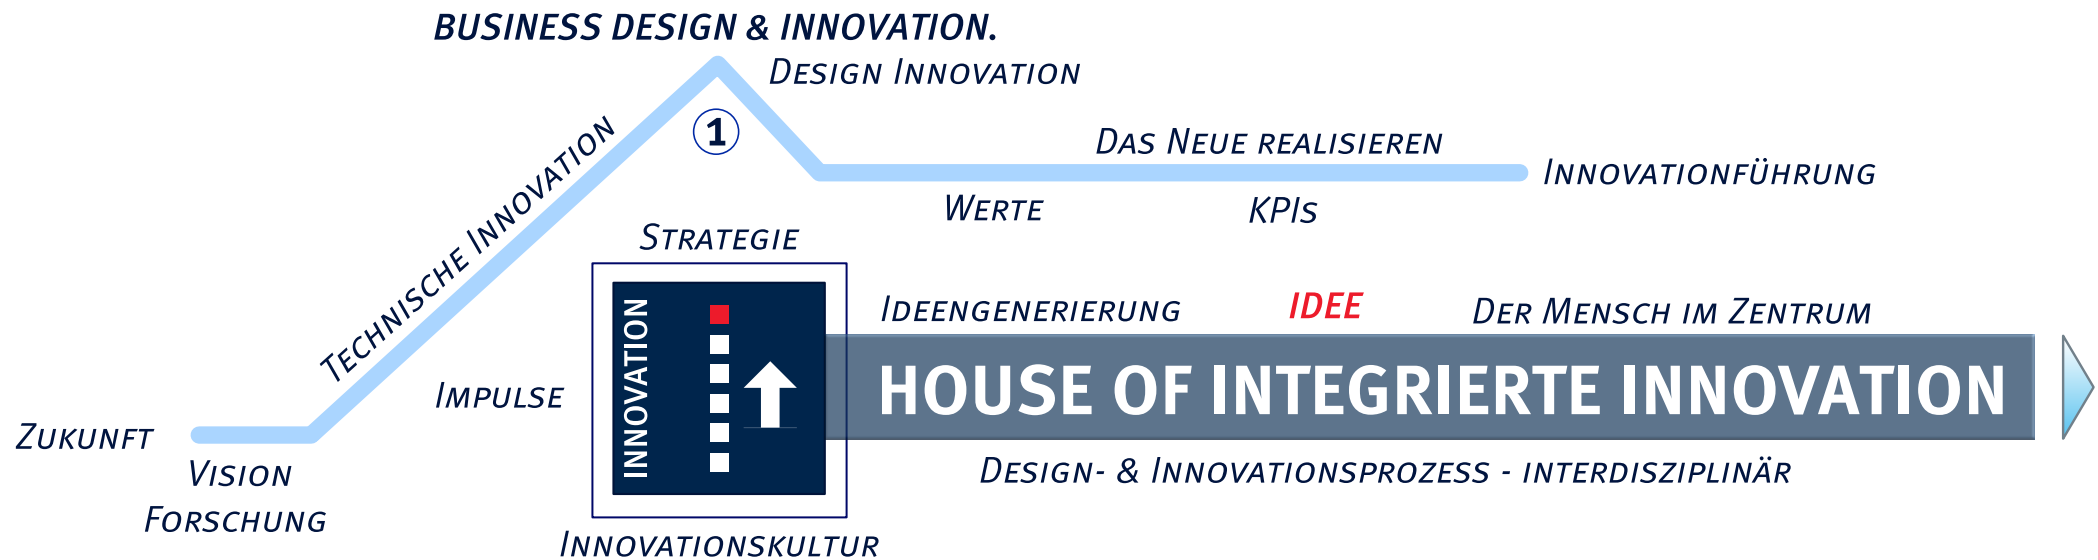 BUSINESS DESIGN & INNOVATION.
DESIGN INNOVATION
①
TECHNISCHE INNOVATION
DAS NEUE REALISIEREN
INNOVATIONFÜHRUNG
WERTE
KPIS
STRATEGIE
IDEENGENERIERUNG
IDEE
DER MENSCH IM ZENTRUM
INNOVATION
HOUSE OF INTEGRIERTE INNOVATION
IMPULSE
ZUKUNFT
VISION
FORSCHUNG
DESIGN- & INNOVATIONSPROZESS - INTERDISZIPLINÄR
INNOVATIONSKULTUR